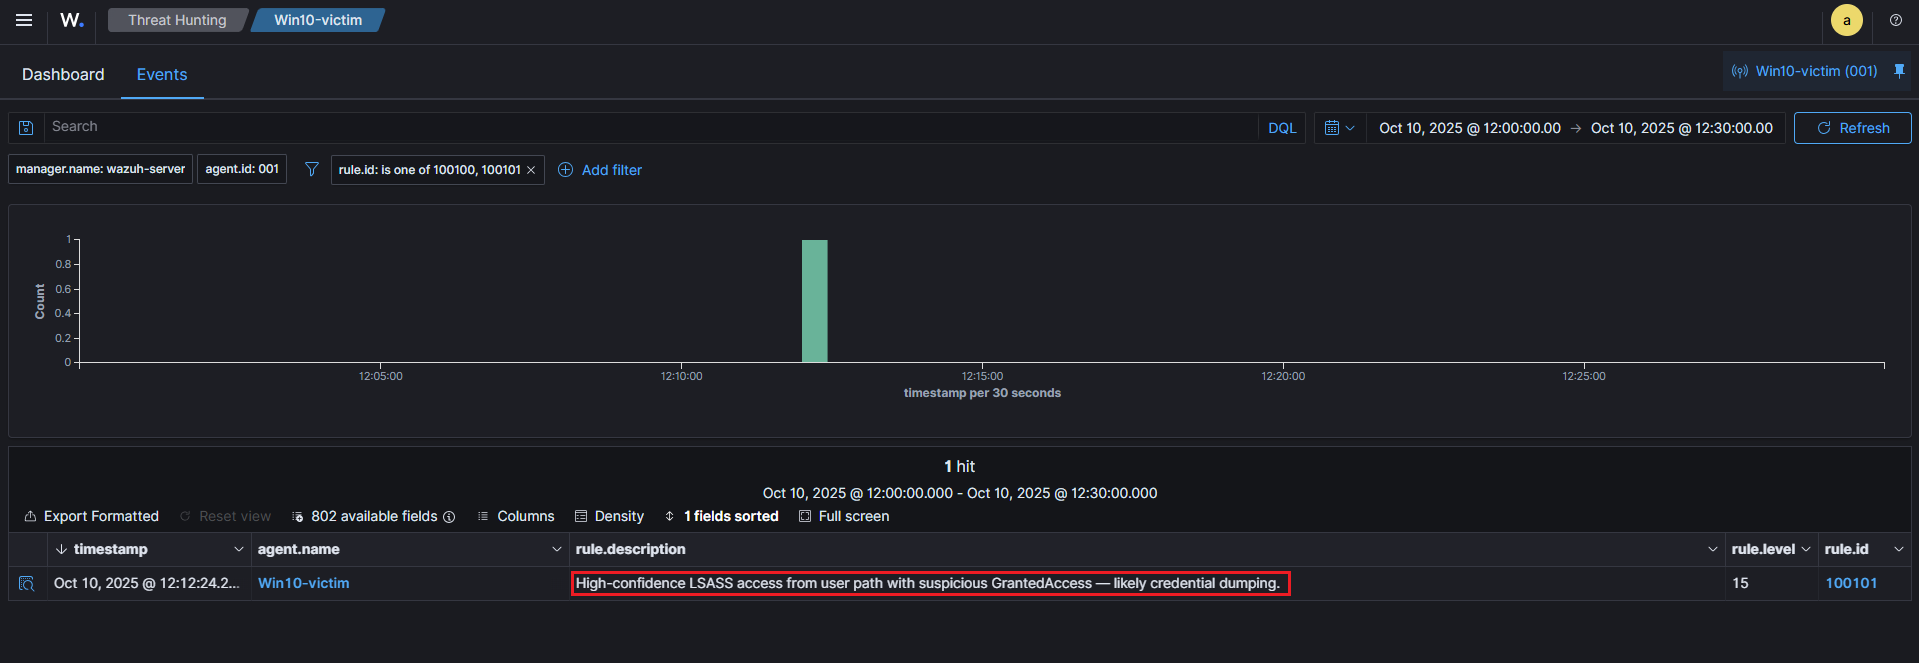 W. Threat Hunting Win10-victim a
Dashboard Events Win10-victim (001)
Search DQL Oct 10, 2025 @ 12:00:00.00 → Oct 10, 2025 @ 12:30:00.00 Refresh
manager.name: wazuh-server agent.id: 001 rule.id: is one of 100100, 100101 × Add filter
1
0.8
0.6
0.4
0.2
0
Count
12:05:00 12:10:00 12:15:00 12:20:00 12:25:00
timestamp per 30 seconds
1 hit
Oct 10, 2025 @ 12:00:00.000 - Oct 10, 2025 @ 12:30:00.000
Export Formatted Reset view 802 available fields Columns Density 1 fields sorted Full screen
timestamp agent.name rule.description rule.level rule.id
Oct 10, 2025 @ 12:12:24.2... Win10-victim High-confidence LSASS access from user path with suspicious GrantedAccess — likely credential dumping. 15 100101